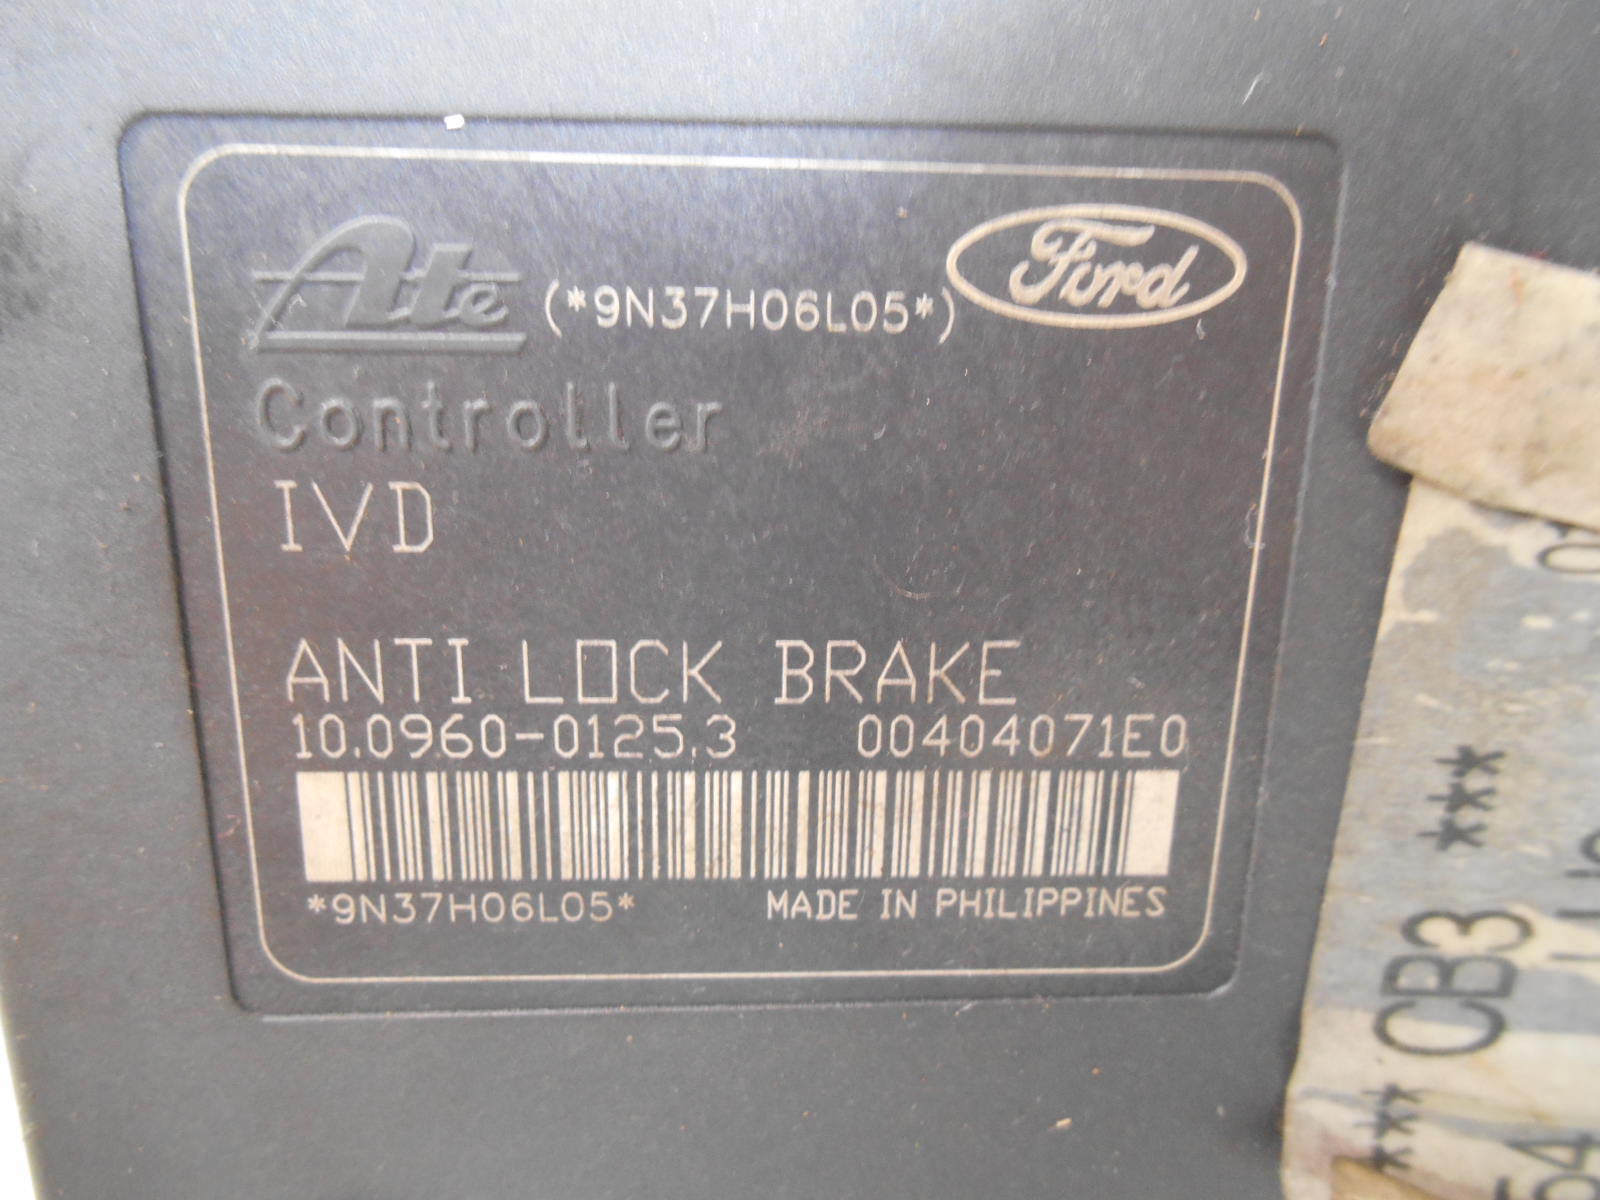 Ate (*9N37H06L05*) Ford
Controller
IVD
ANTI LOCK BRAKE
10.0960-0125.3 00404071E0
*9N37H06L05* MADE IN PHILIPPINES
*** CB3 ***